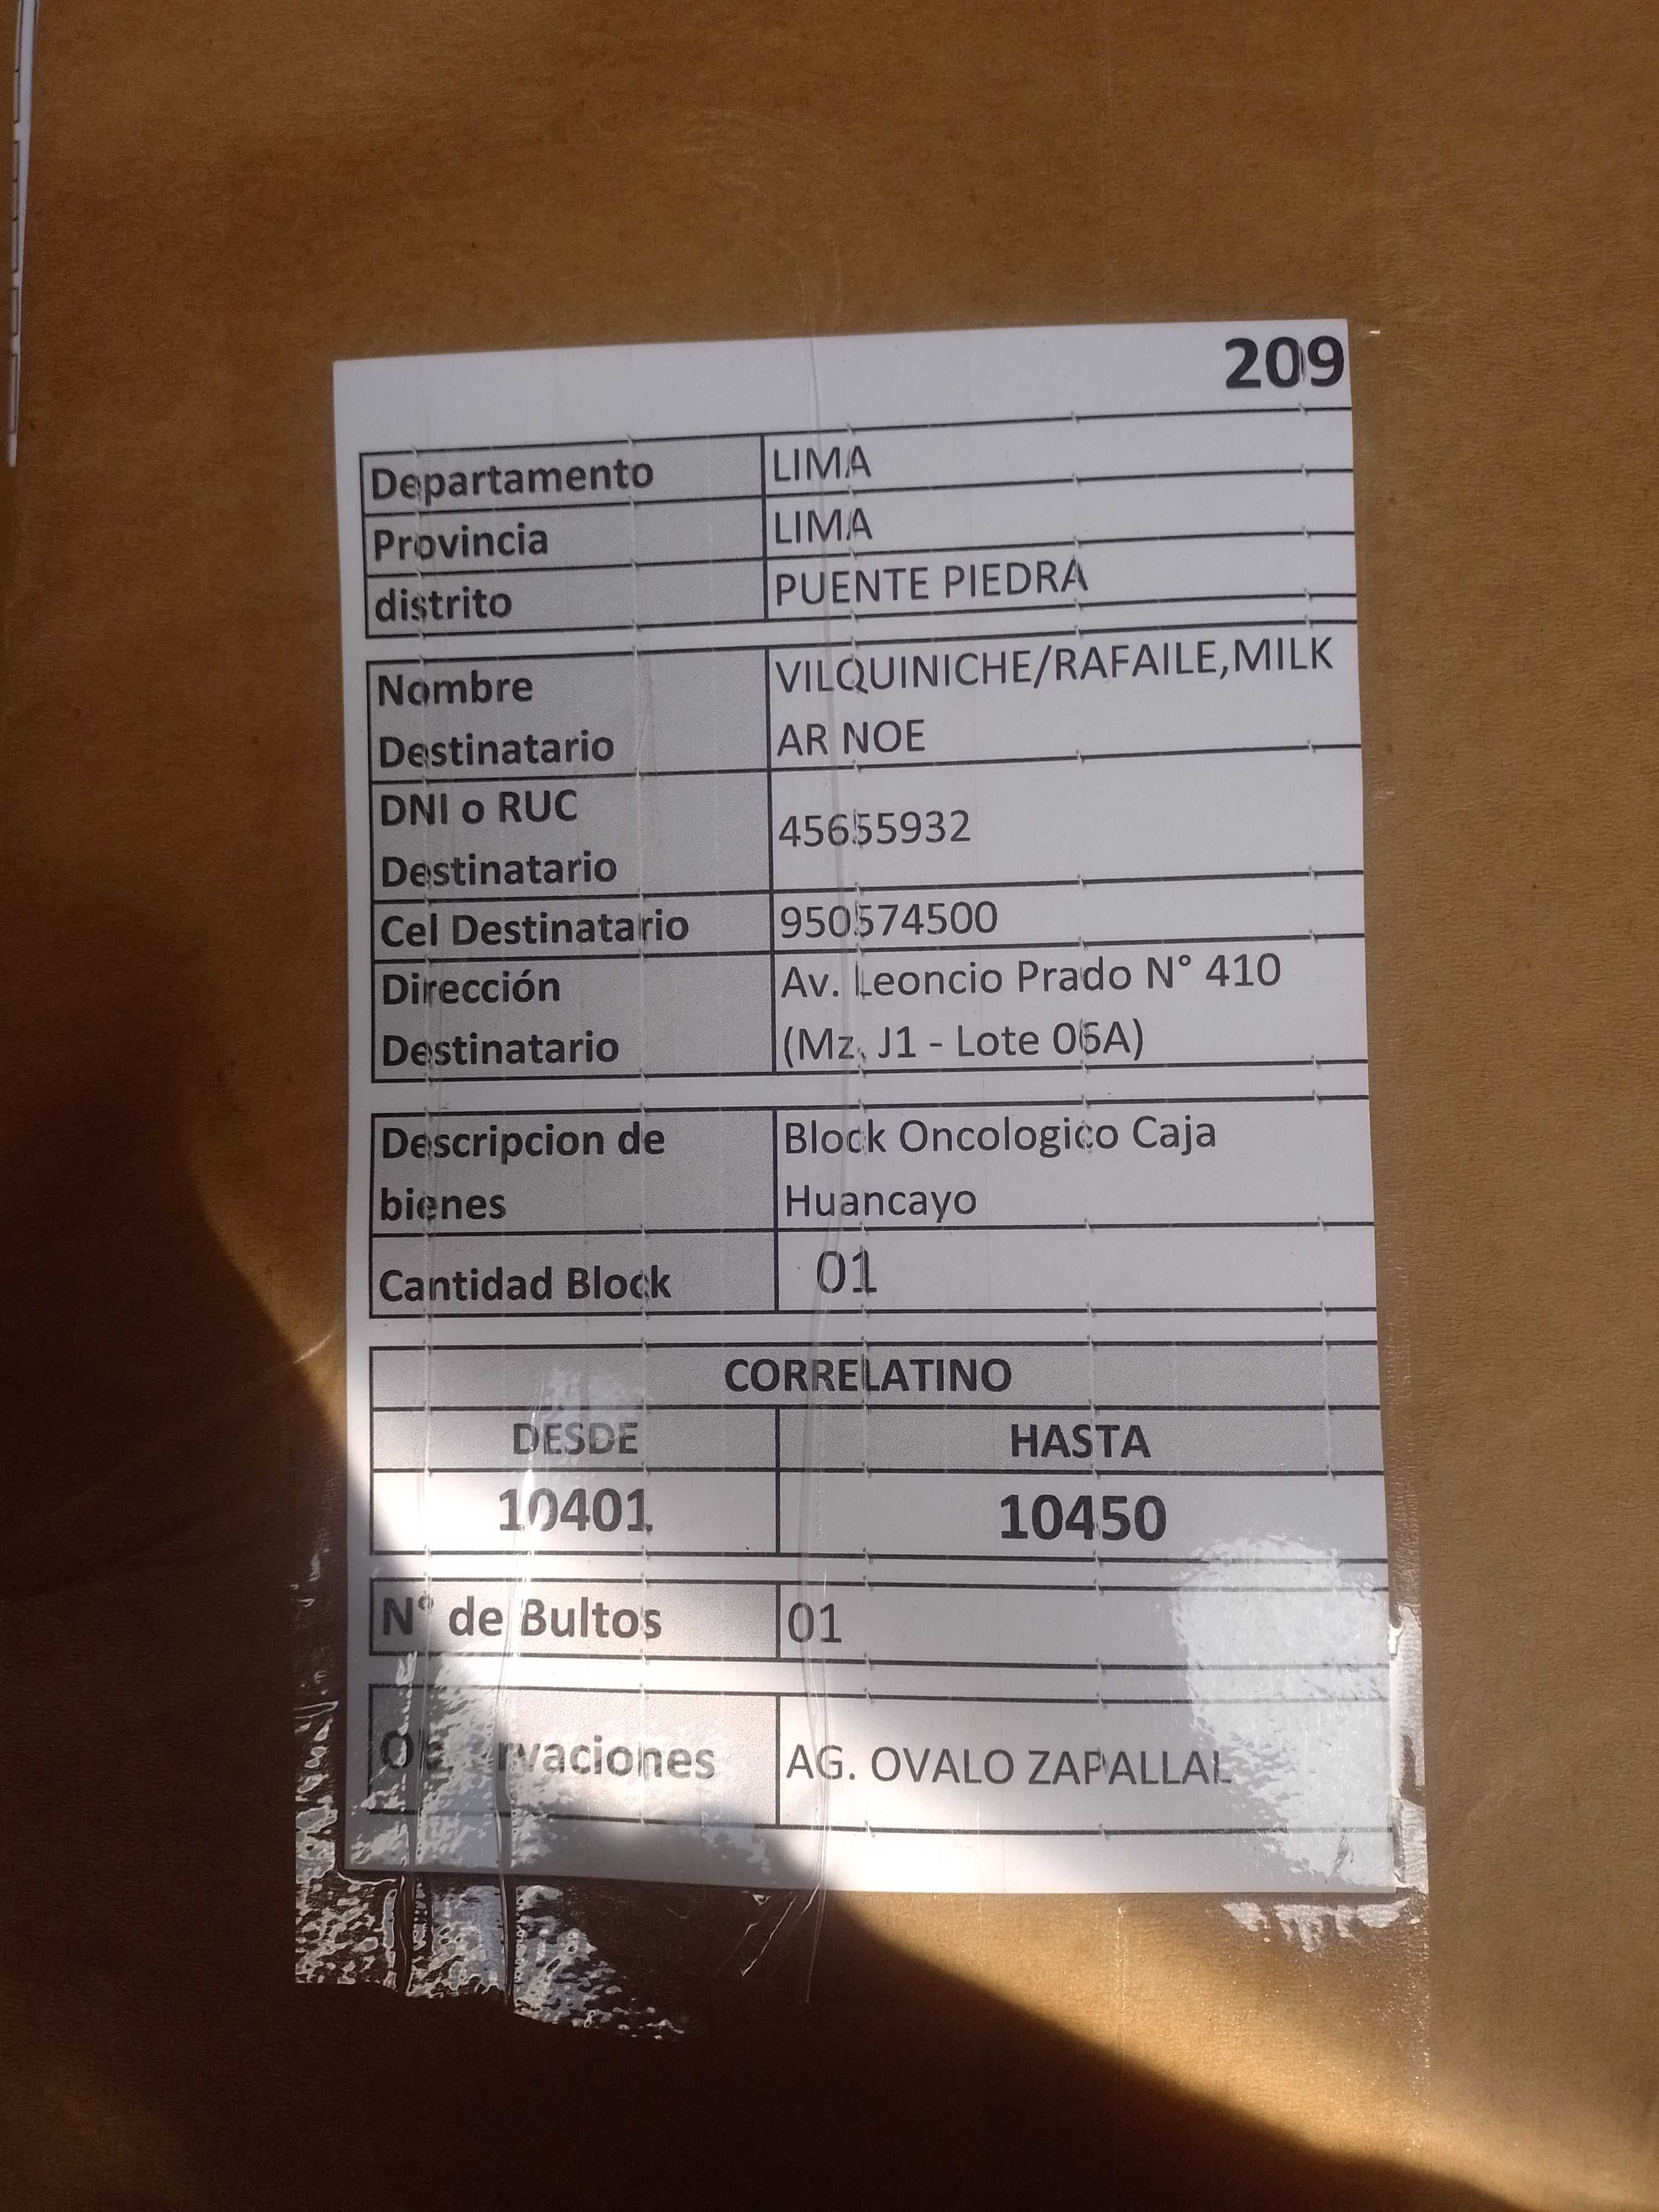 209
Departamento LIMA
Provincia LIMA
distrito PUENTE PIEDRA
Nombre VILQUINICHE/RAFAILE,MILK
Destinatario AR NOE
DNI o RUC
Destinatario 45655932
Cel Destinatario 950574500
Dirección Av. Leoncio Prado N° 410
Destinatario (Mz. J1 - Lote 06A)
Descripcion de Block Oncologico Caja
bienes Huancayo
Cantidad Block 01
CORRELATINO
DESDE HASTA
10401 10450
N° de Bultos 01
Observaciones AG. OVALO ZAPALLAL